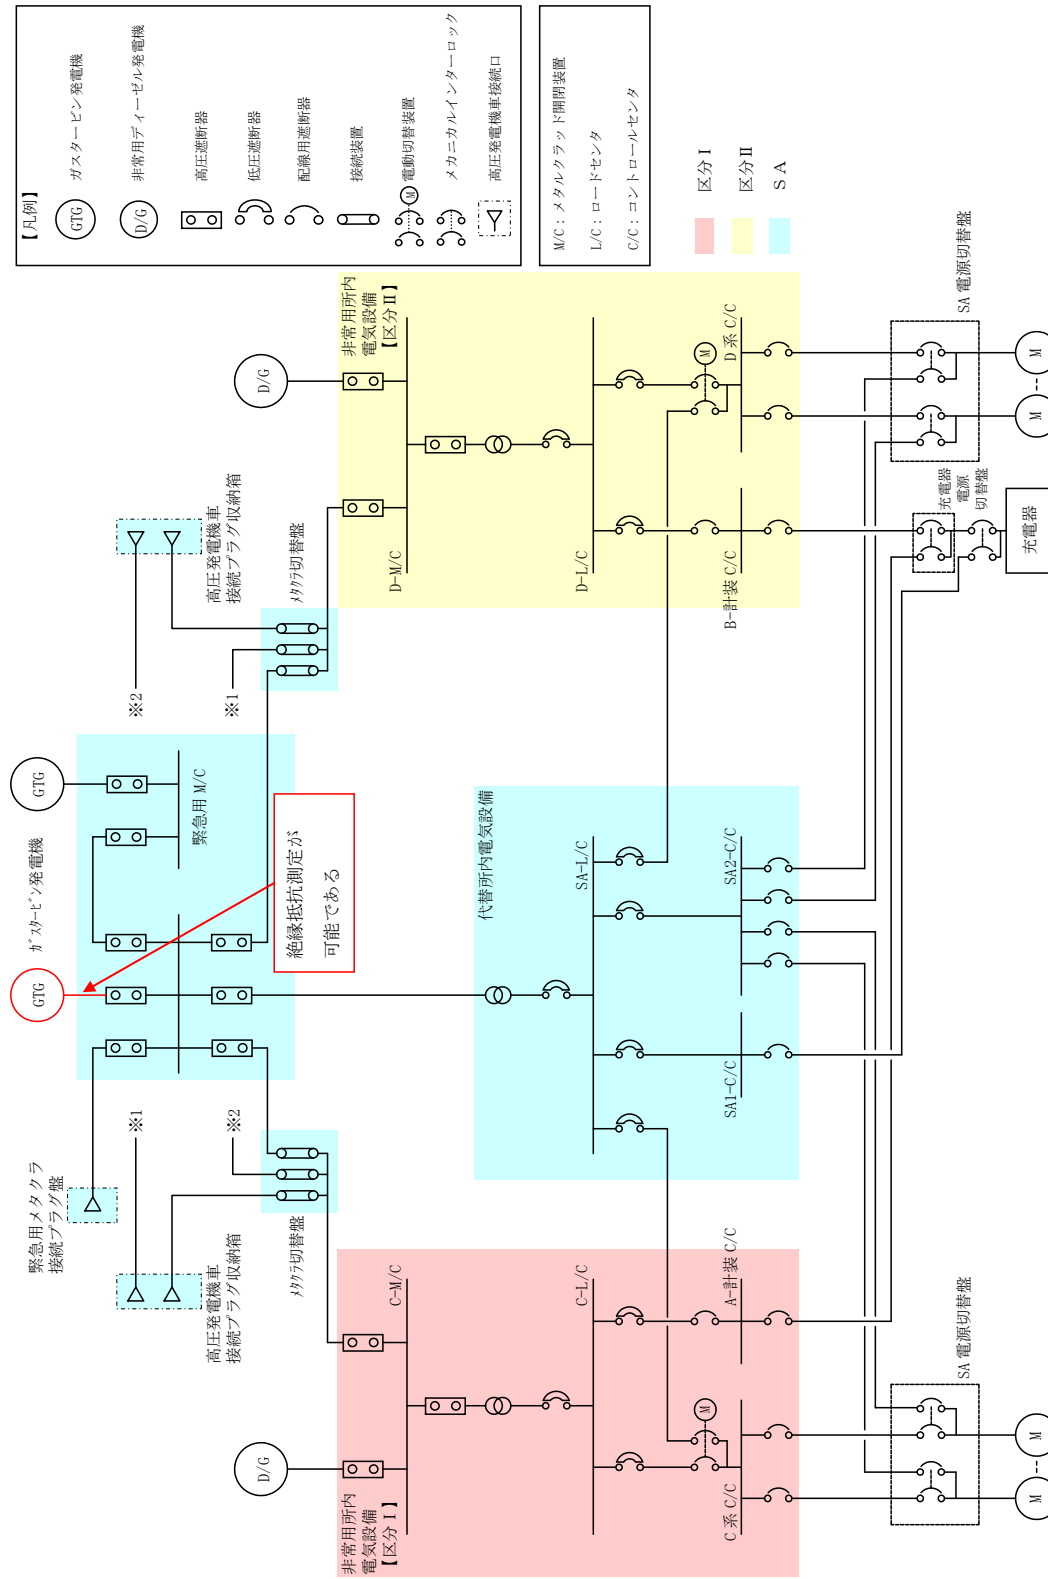 【凡例】
GTG
ガスタービン発電機
D/G
非常用ディーゼル発電機
高圧遮断器
低圧遮断器
配線用遮断器
接続装置
M
電動切替装置
メカニカルインターロック
高圧発電機車接続口
M/C：メタルクラッド開閉装置
L/C：ロードセンタ
C/C：コントロールセンタ
区分Ⅰ
区分Ⅱ
ＳＡ
緊急用メタクラ
接続プラグ盤
ｶﾞｽﾀｰﾋﾞﾝ発電機
GTG
GTG
緊急用 M/C
絶縁抵抗測定が
可能である
※1
※2
高圧発電機車
接続プラグ収納箱
ﾒﾀｸﾗ切替盤
※2
※1
高圧発電機車
接続プラグ収納箱
ﾒﾀｸﾗ切替盤
D/G
非常用所内
電気設備
【区分Ⅰ】
C-M/C
C-L/C
M
C 系 C/C
A-計装 C/C
代替所内電気設備
SA-L/C
SA1-C/C
SA2-C/C
D/G
非常用所内
電気設備
【区分Ⅱ】
D-M/C
D-L/C
M
B-計装 C/C
D 系 C/C
SA 電源切替盤
M
M
充電器
電源
切替盤
充電器
SA 電源切替盤
M
M